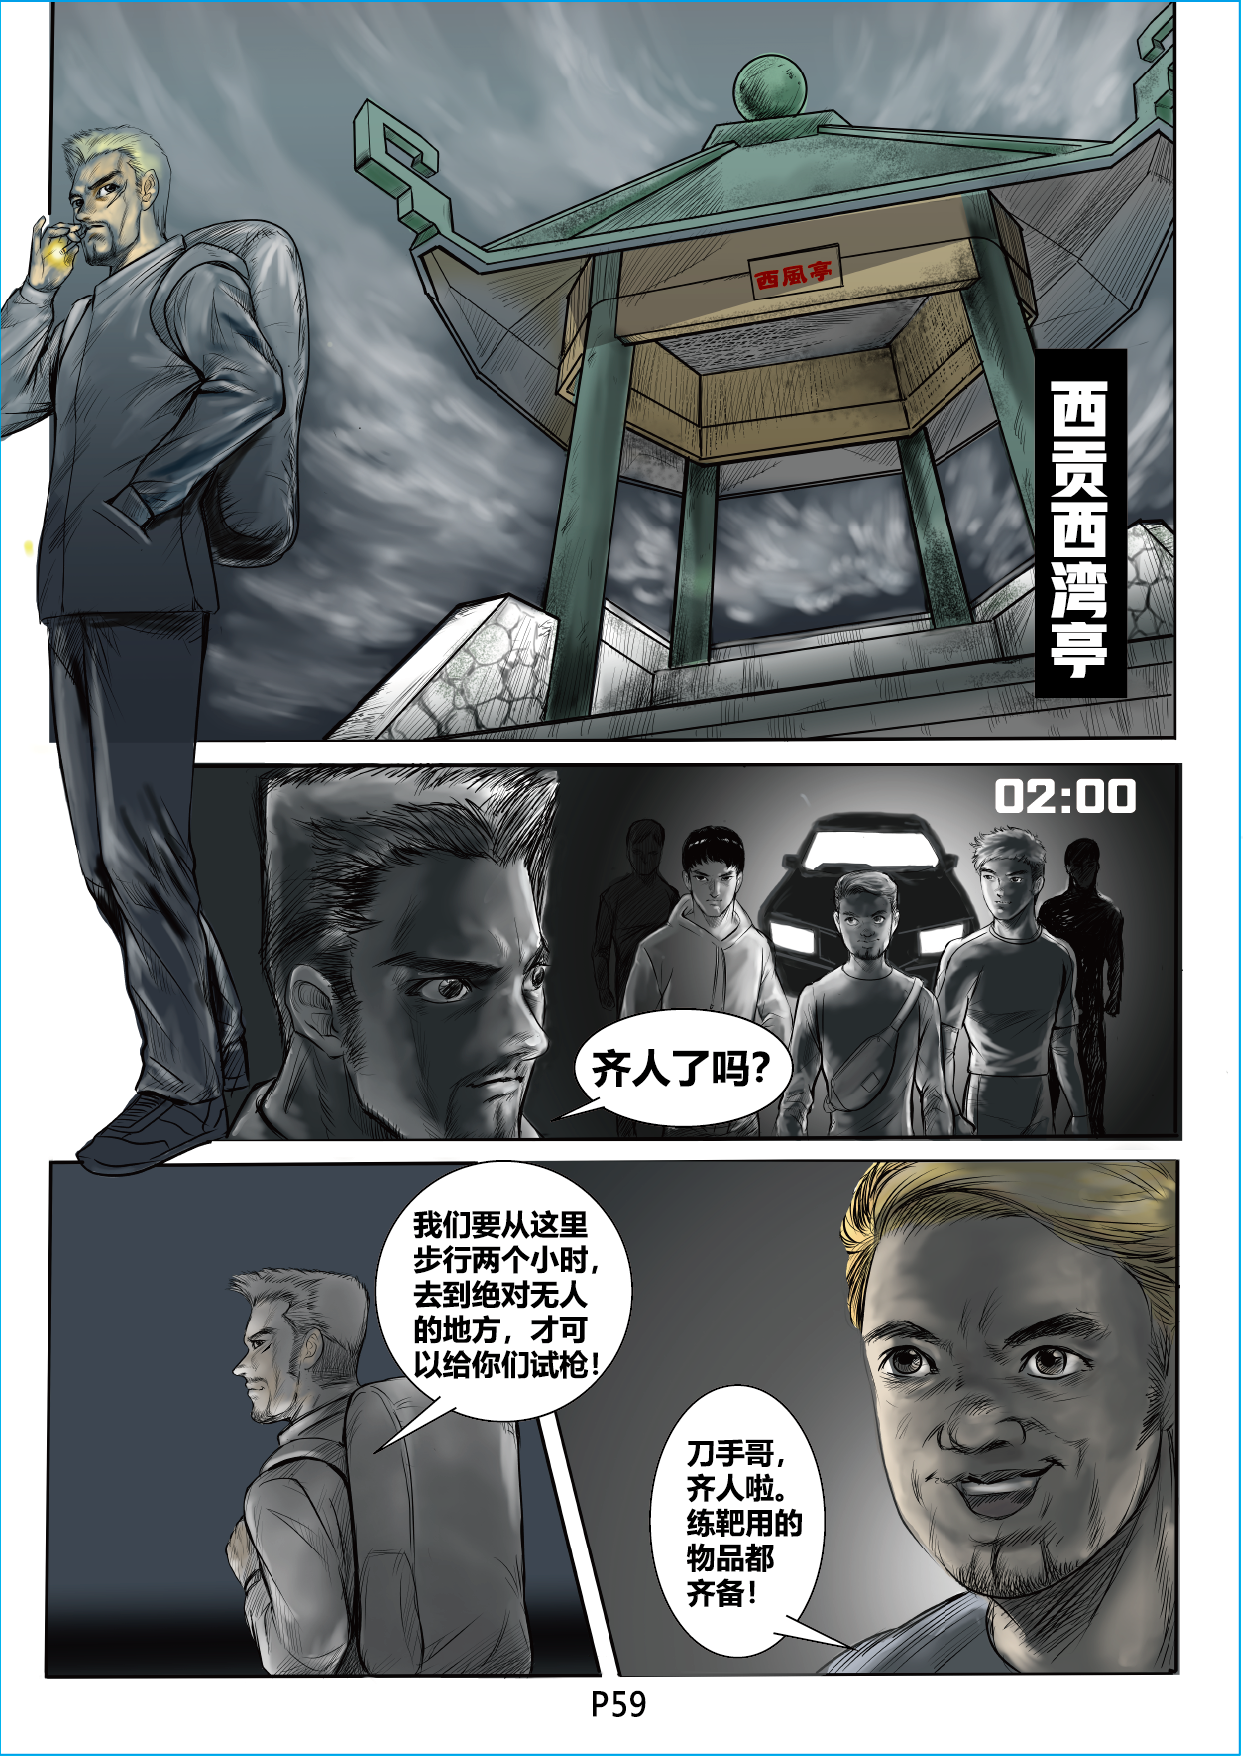 西風亭
西贡西湾亭
02:00
齐人了吗?
我们要从这里
步行两个小时，
去到绝对无人
的地方，才可
以给你们试枪！
刀手哥，
齐人啦。
练靶用的
物品都
齐备！
P59